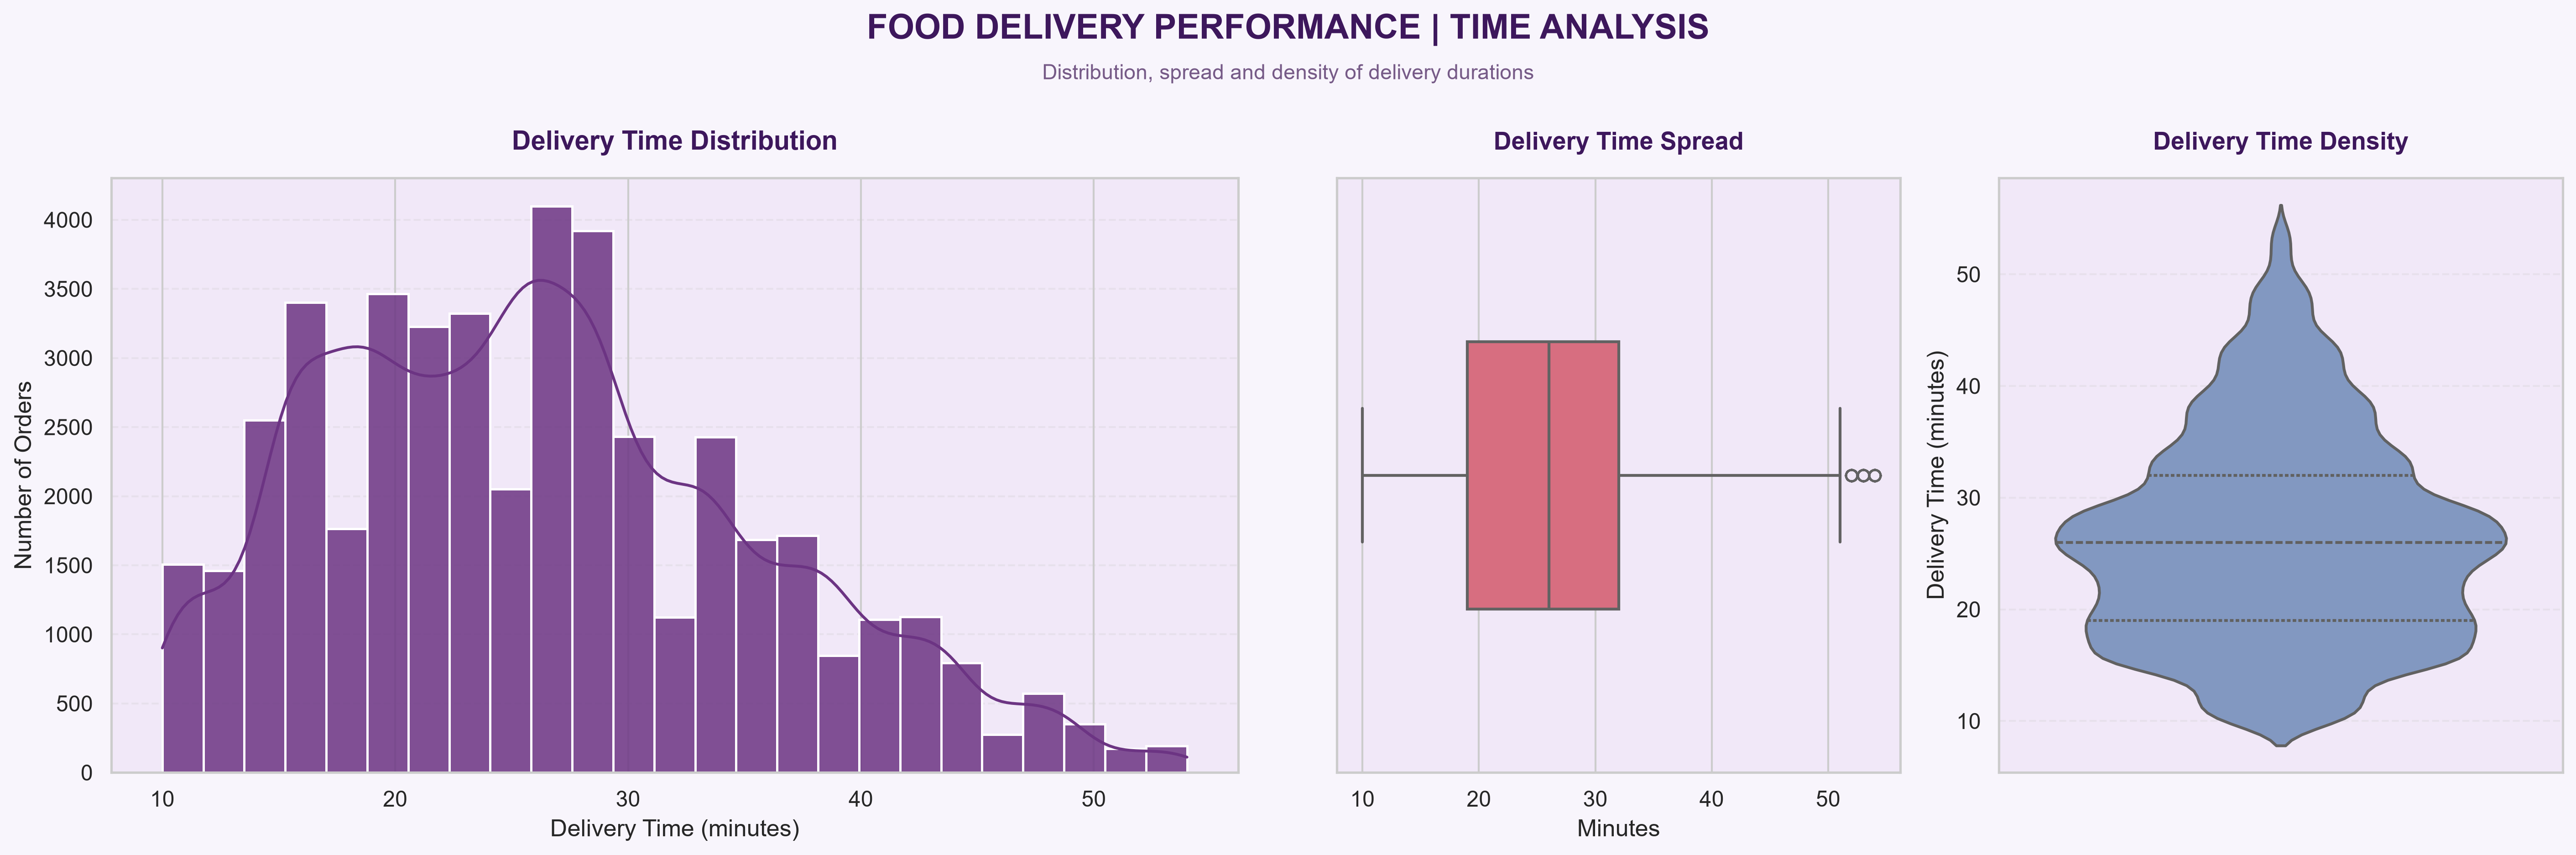 FOOD DELIVERY PERFORMANCE | TIME ANALYSIS
Distribution, spread and density of delivery durations
Delivery Time Distribution
Number of Orders
4000
3500
3000
2500
2000
1500
1000
500
0
10 20 30 40 50
Delivery Time (minutes)
Delivery Time Spread
10 20 30 40 50
Minutes
Delivery Time Density
Delivery Time (minutes)
50
40
30
20
10